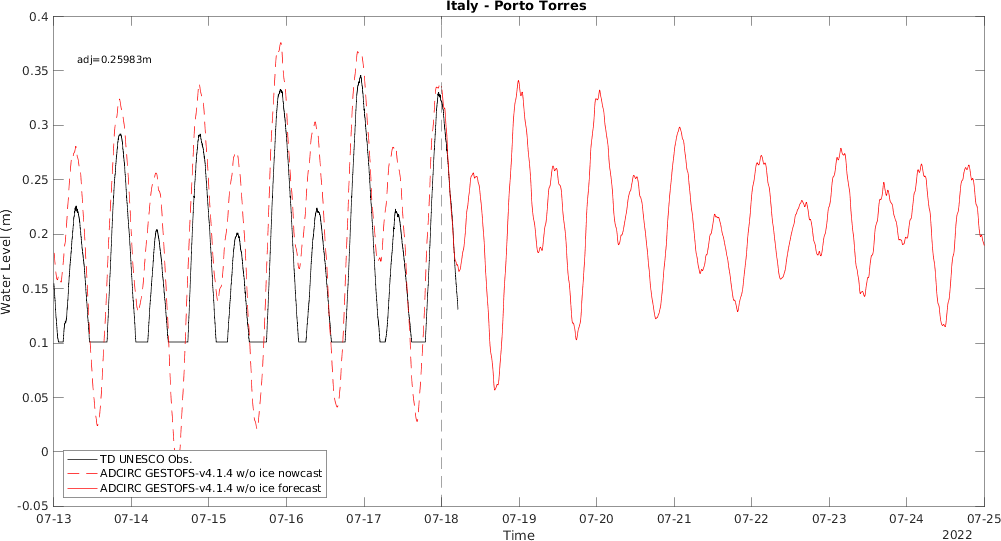 Italy - Porto Torres
adj=0.25983m
Water Level (m)
0.4
0.35
0.3
0.25
0.2
0.15
0.1
0.05
0
-0.05
TD UNESCO Obs.
ADCIRC GESTOFS-v4.1.4 w/o ice nowcast
ADCIRC GESTOFS-v4.1.4 w/o ice forecast
07-13 07-14 07-15 07-16 07-17 07-18 07-19 07-20 07-21 07-22 07-23 07-24 07-25
Time
2022